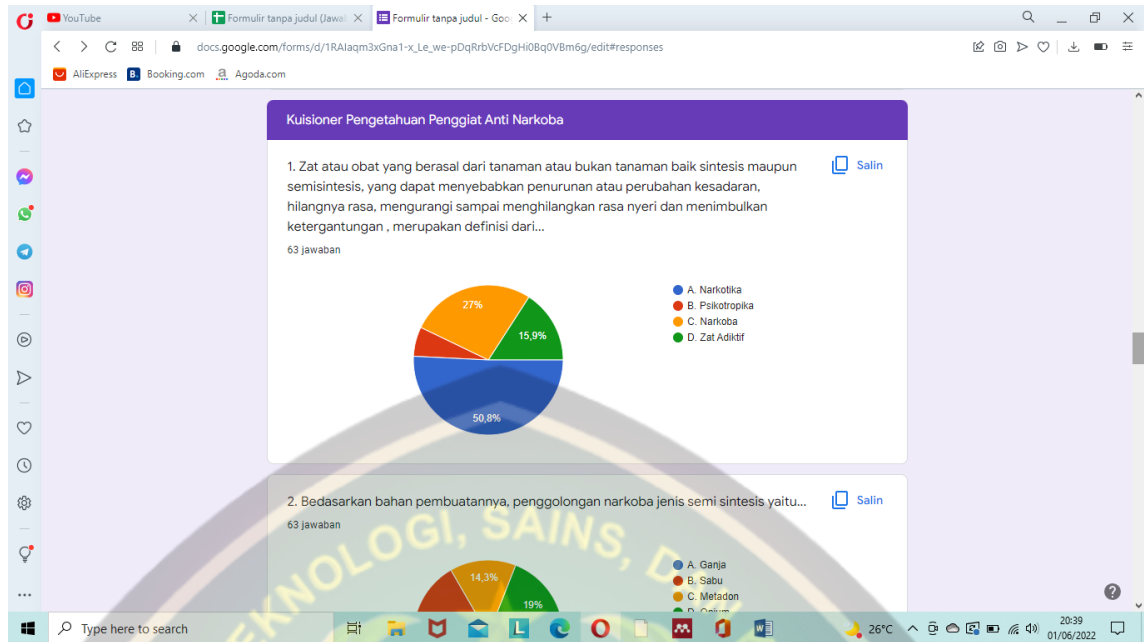 YouTube
Formulir tanpa judul (Jawal
Formulir tanpa judul - Goo
docs.google.com/forms/d/1RAIaqm3xGna1-x_Le_we-pDqRrbVcFDgHi0Bq0VBm6g/edit#responses
AliExpress
Booking.com
Agoda.com
Kuisioner Pengetahuan Penggiat Anti Narkoba
1. Zat atau obat yang berasal dari tanaman atau bukan tanaman baik sintesis maupun
semisintesis, yang dapat menyebabkan penurunan atau perubahan kesadaran,
hilangnya rasa, mengurangi sampai menghilangkan rasa nyeri dan menimbulkan
ketergantungan , merupakan definisi dari...
Salin
63 jawaban
27%
15,9%
50,8%
A. Narkotika
B. Psikotropika
C. Narkoba
D. Zat Adiktif
2. Bedasarkan bahan pembuatannya, penggolongan narkoba jenis semi sintesis yaitu...
Salin
63 jawaban
14,3%
19%
A. Ganja
B. Sabu
C. Metadon
D. Opium
EKNOLOGI, SAINS, D
Type here to search
26°C
20:39
01/06/2022